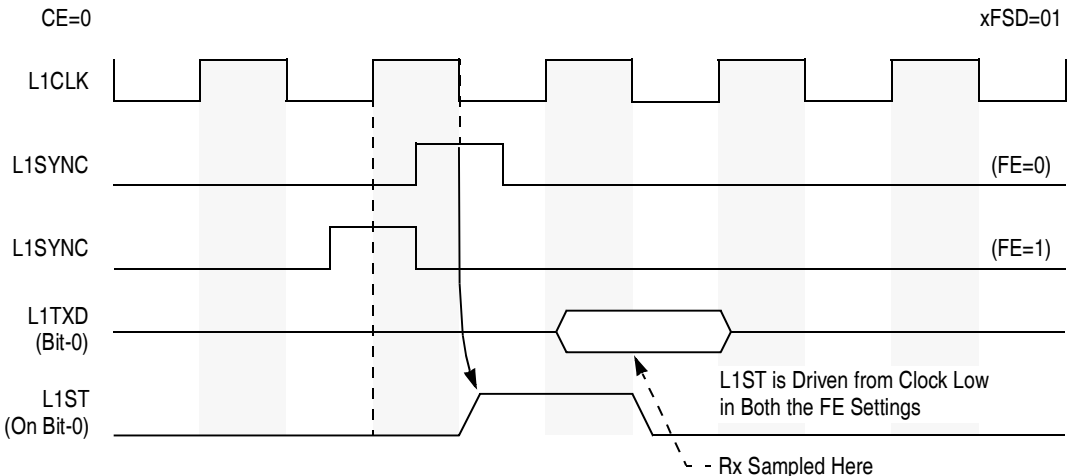 CE=0
xFSD=01
L1CLK
L1SYNC
(FE=0)
L1SYNC
(FE=1)
L1TXD
(Bit-0)
L1ST is Driven from Clock Low
in Both the FE Settings
L1ST
(On Bit-0)
Rx Sampled Here